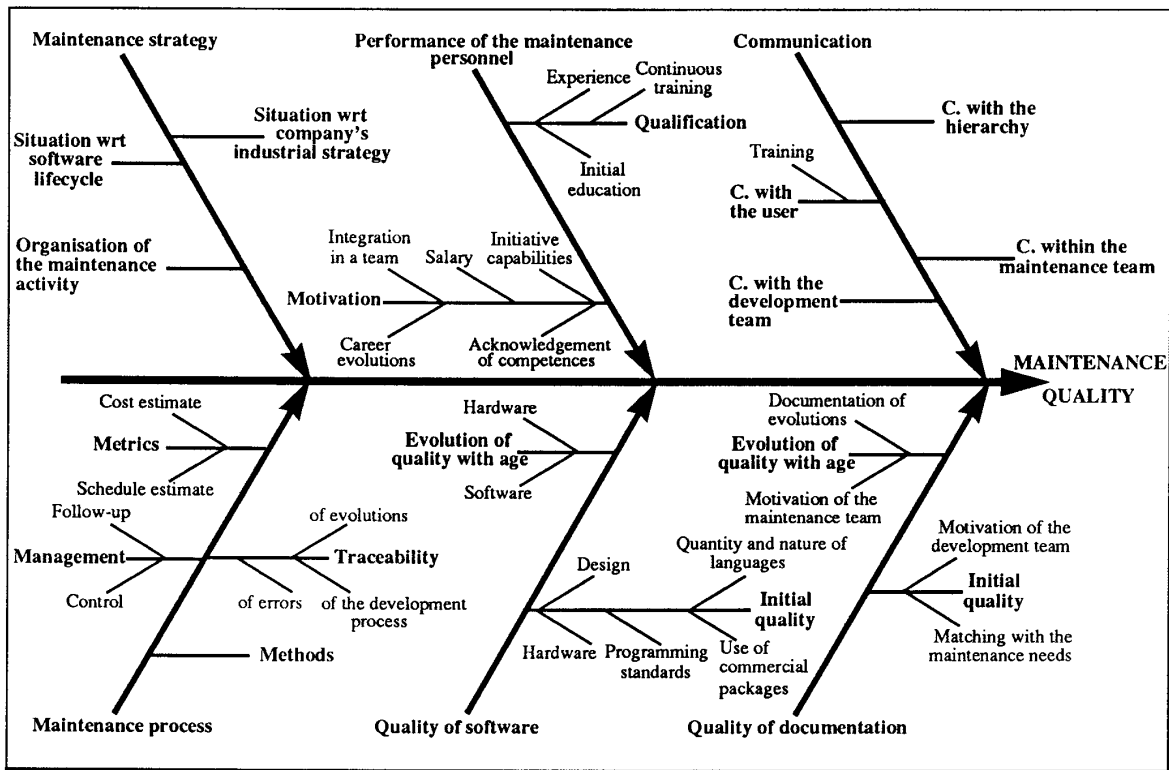 Maintenance strategy
Performance of the maintenance
personnel
Communication
Situation wrt
company's
industrial strategy
Situation wrt
software
lifecycle
Organisation of
the maintenance
activity
Experience
Continuous
training
Qualification
Initial
education
Integration
in a team
Salary
Initiative
capabilities
Motivation
Career
evolutions
Acknowledgement
of competences
C. with the
hierarchy
Training
C. with
the user
C. within the
maintenance team
C. with the
development
team
MAINTENANCE
QUALITY
Cost estimate
Metrics
Schedule estimate
Follow-up
Management
Control
of evolutions
Traceability
of errors
of the development
process
Methods
Maintenance process
Hardware
Evolution of
quality with age
Software
Design
Quantity and nature of
languages
Initial
quality
Hardware
Programming
standards
Use of
commercial
packages
Quality of software
Documentation of
evolutions
Evolution of
quality with age
Motivation of the
maintenance team
Motivation of the
development team
Initial
quality
Matching with the
maintenance needs
Quality of documentation